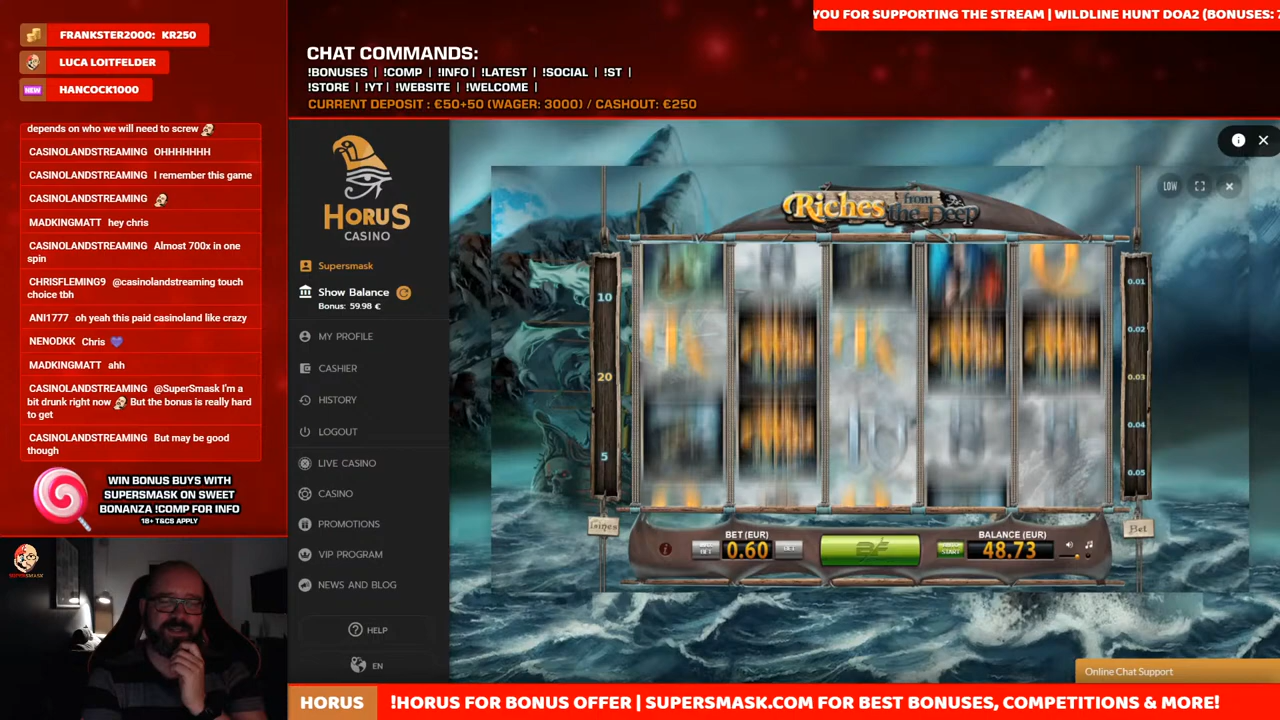 FRANKSTER2000: KR250
LUCA LOITFELDER
NEW HANCOCK1000
YOU FOR SUPPORTING THE STREAM | WILDLINE HUNT DOA2 (BONUSES: 7
CHAT COMMANDS:
!BONUSES | !COMP | !INFO | !LATEST | !SOCIAL | !ST |
!STORE | !YT | !WEBSITE | !WELCOME |
CURRENT DEPOSIT : €50+50 (WAGER: 3000) / CASHOUT: €250
depends on who we will need to screw
CASINOLANDSTREAMING OHHHHHHH
CASINOLANDSTREAMING I remember this game
CASINOLANDSTREAMING
MADKINGMATT hey chris
CASINOLANDSTREAMING Almost 700x in one
spin
CHRISFLEMING9 @casinolandstreaming touch
choice tbh
ANI1777 oh yeah this paid casinoland like crazy
NENODKK Chris
MADKINGMATT ahh
CASINOLANDSTREAMING @SuperSmask I'm a
bit drunk right now But the bonus is really hard
to get
CASINOLANDSTREAMING But may be good
though
WIN BONUS BUYS WITH
SUPERSMASK ON SWEET
BONANZA !COMP FOR INFO
18+ T&CS APPLY
SUPERSMASK
HORUS
CASINO
Supersmask
Show Balance
Bonus: 59.98 €
MY PROFILE
CASHIER
HISTORY
LOGOUT
LIVE CASINO
CASINO
PROMOTIONS
VIP PROGRAM
NEWS AND BLOG
HELP
EN
LOW
Riches from the Deep
10
20
5
Lines
0.01
0.02
0.03
0.04
0.05
Bet
BET (EUR)
0.60
BET
START
BALANCE (EUR)
48.73
Online Chat Support
HORUS
!HORUS FOR BONUS OFFER | SUPERSMASK.COM FOR BEST BONUSES, COMPETITIONS & MORE!